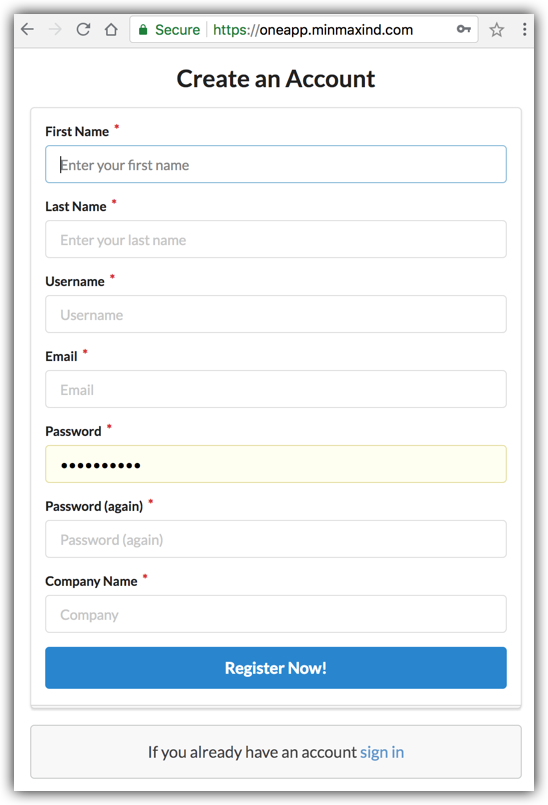 Secure https://oneapp.minmaxind.com
Create an Account
First Name *
Enter your first name
Last Name *
Enter your last name
Username *
Username
Email *
Email
Password *
••••••••••
Password (again) *
Password (again)
Company Name *
Company
Register Now!
If you already have an account sign in